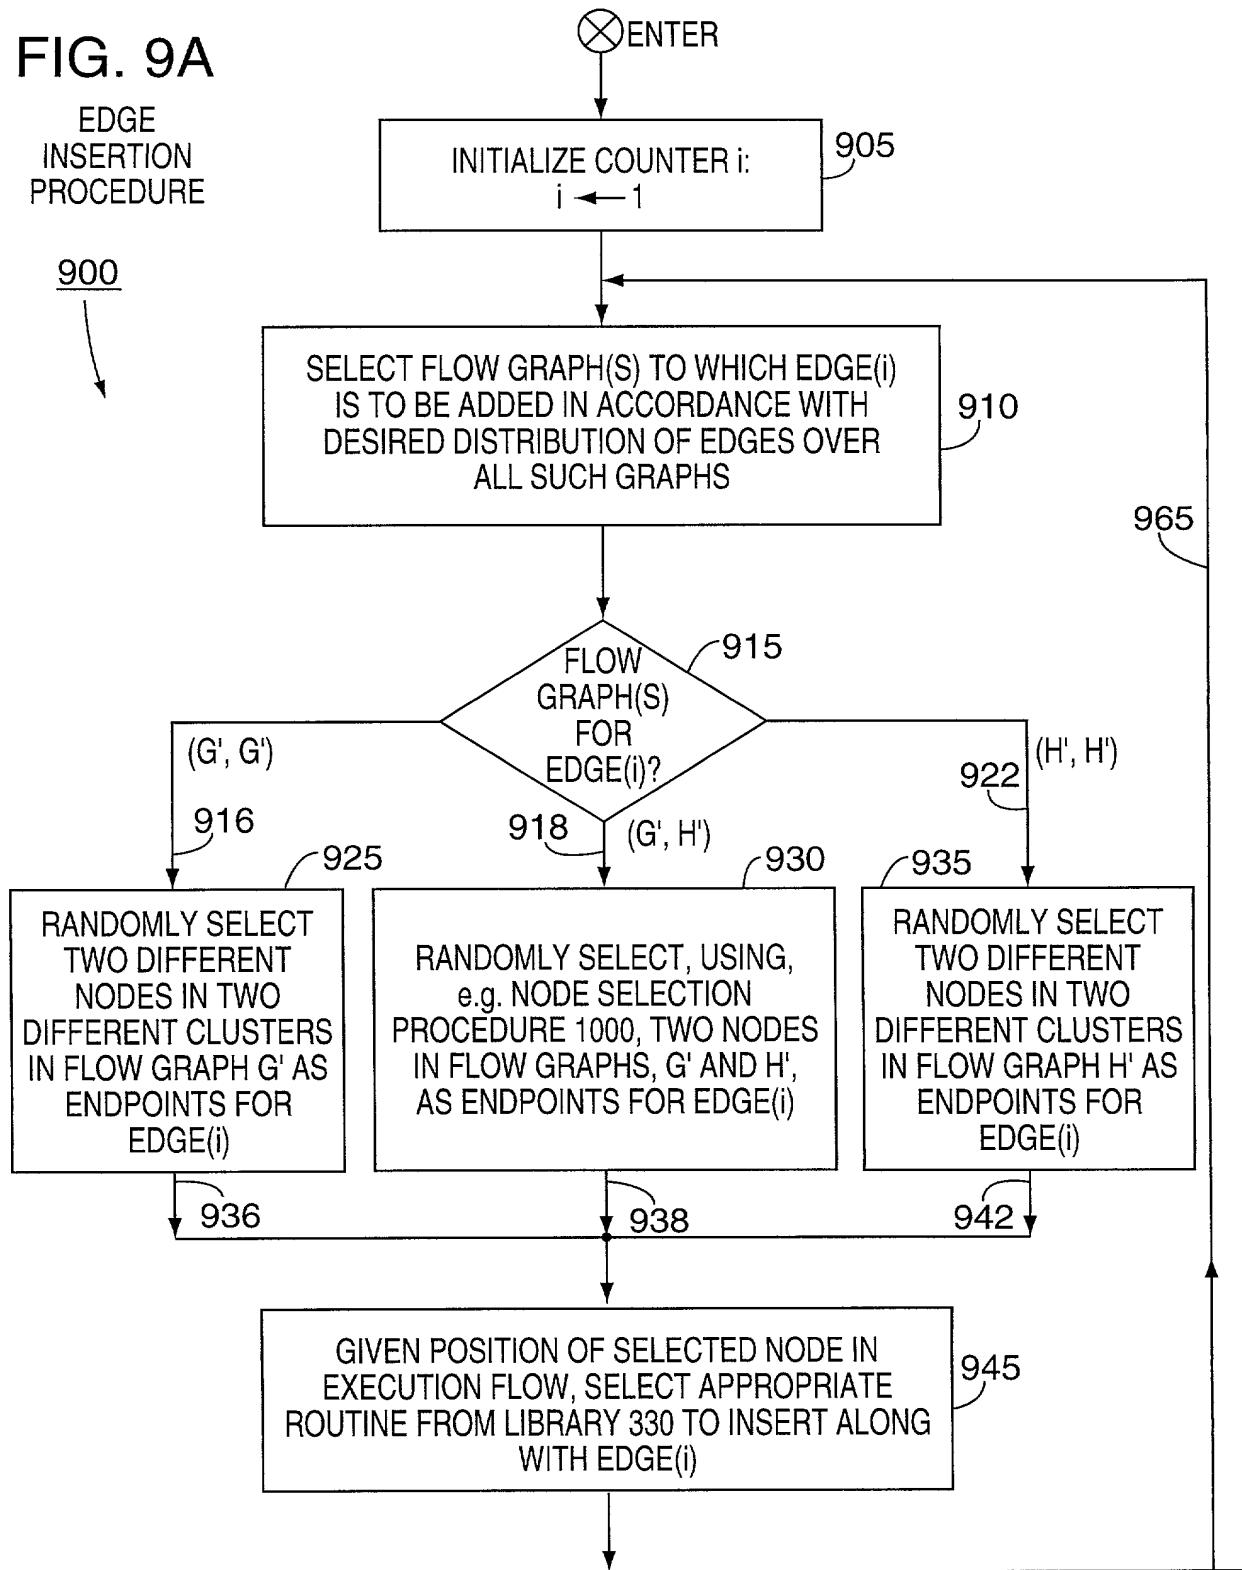 FIG. 9A
EDGE
INSERTION
PROCEDURE
900
ENTER
INITIALIZE COUNTER i:
i ← 1
905
SELECT FLOW GRAPH(S) TO WHICH EDGE(i)
IS TO BE ADDED IN ACCORDANCE WITH
DESIRED DISTRIBUTION OF EDGES OVER
ALL SUCH GRAPHS
910
965
FLOW
GRAPH(S)
FOR
EDGE(i)?
915
(G', G')
916
918
(G', H')
(H', H')
922
925
RANDOMLY SELECT
TWO DIFFERENT
NODES IN TWO
DIFFERENT CLUSTERS
IN FLOW GRAPH G' AS
ENDPOINTS FOR
EDGE(i)
930
RANDOMLY SELECT, USING,
e.g. NODE SELECTION
PROCEDURE 1000, TWO NODES
IN FLOW GRAPHS, G' AND H',
AS ENDPOINTS FOR EDGE(i)
935
RANDOMLY SELECT
TWO DIFFERENT
NODES IN TWO
DIFFERENT CLUSTERS
IN FLOW GRAPH H' AS
ENDPOINTS FOR
EDGE(i)
936
938
942
GIVEN POSITION OF SELECTED NODE IN
EXECUTION FLOW, SELECT APPROPRIATE
ROUTINE FROM LIBRARY 330 TO INSERT ALONG
WITH EDGE(i)
945